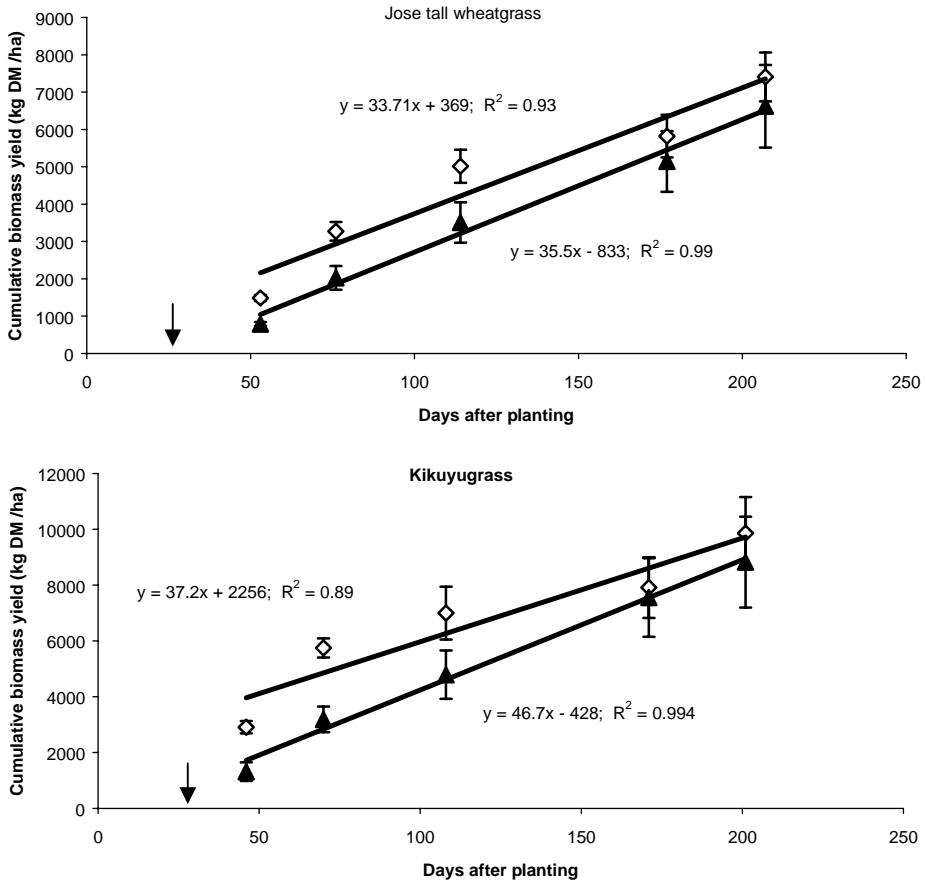 Jose tall wheatgrass
9000
8000
7000
6000
5000
4000
3000
2000
1000
0
Cumulative biomass yield (kg DM /ha)
y = 33.71x + 369; R² = 0.93
y = 35.5x - 833; R² = 0.99
0 50 100 150 200 250
Days after planting
Kikuyugrass
12000
10000
8000
6000
4000
2000
0
Cumulative biomass yield (kg DM /ha)
y = 37.2x + 2256; R² = 0.89
y = 46.7x - 428; R² = 0.994
0 50 100 150 200 250
Days after planting